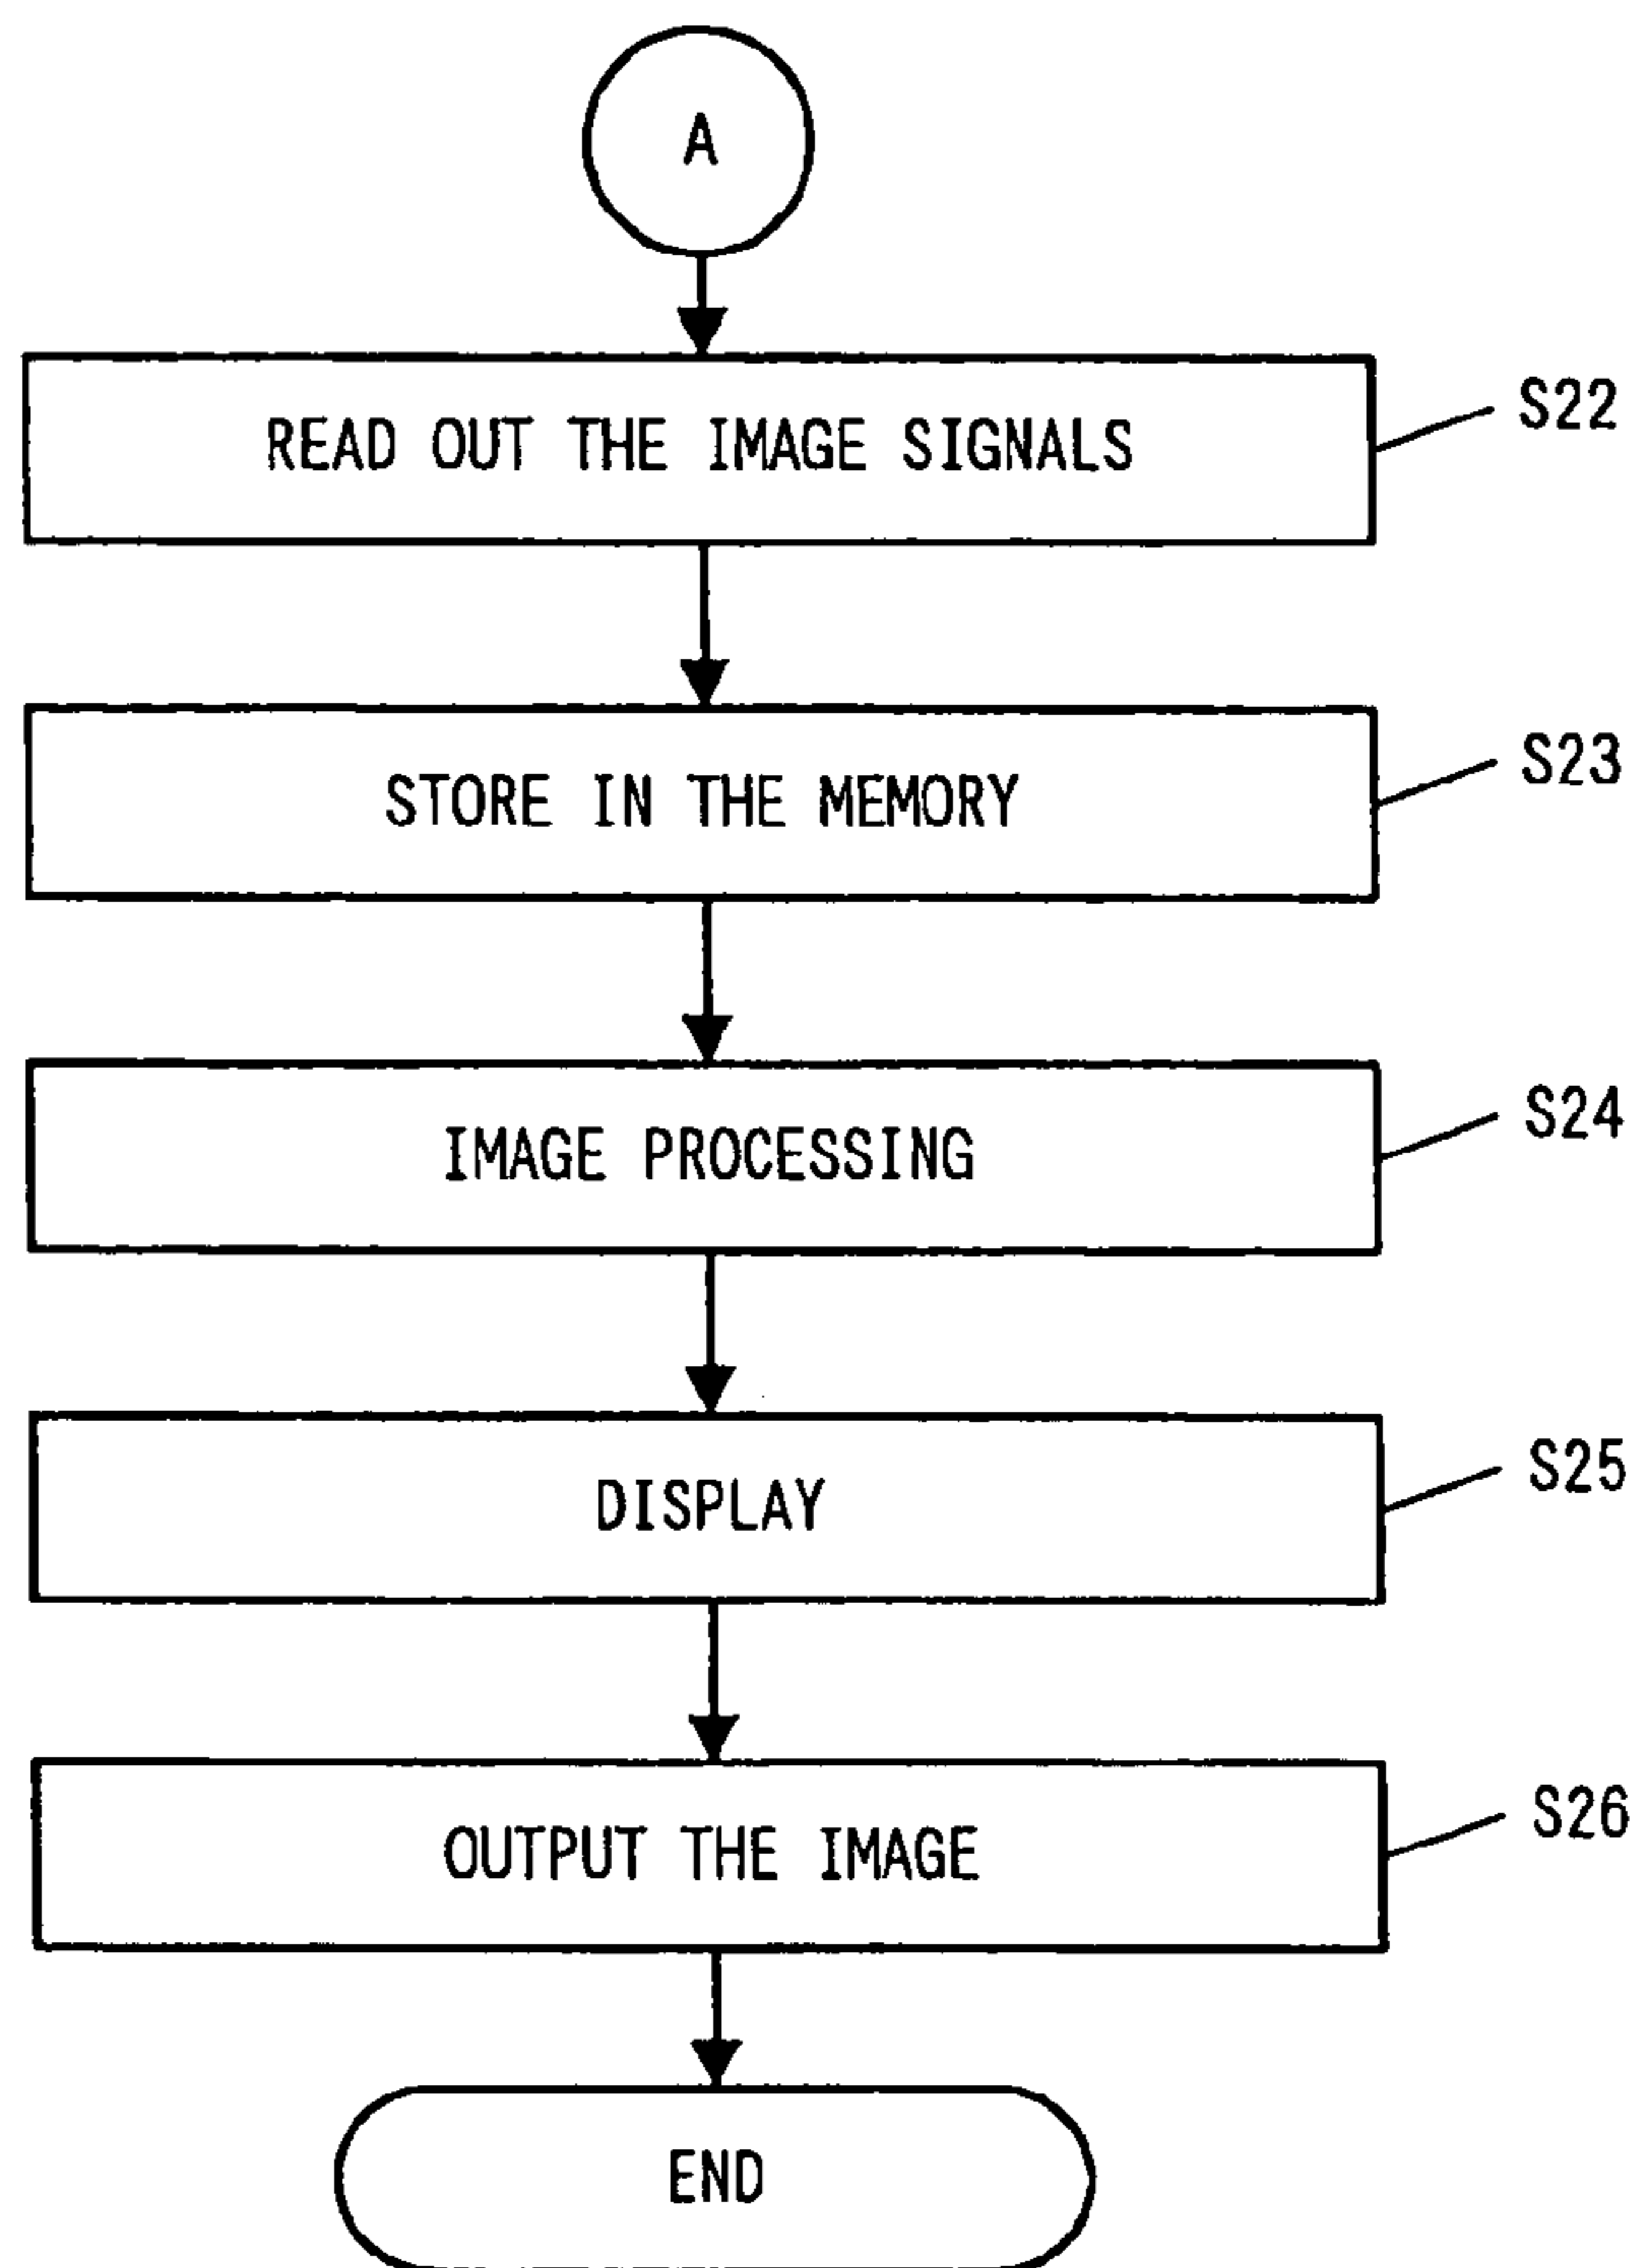 A
READ OUT THE IMAGE SIGNALS
S22
STORE IN THE MEMORY
S23
IMAGE PROCESSING
S24
DISPLAY
S25
OUTPUT THE IMAGE
S26
END